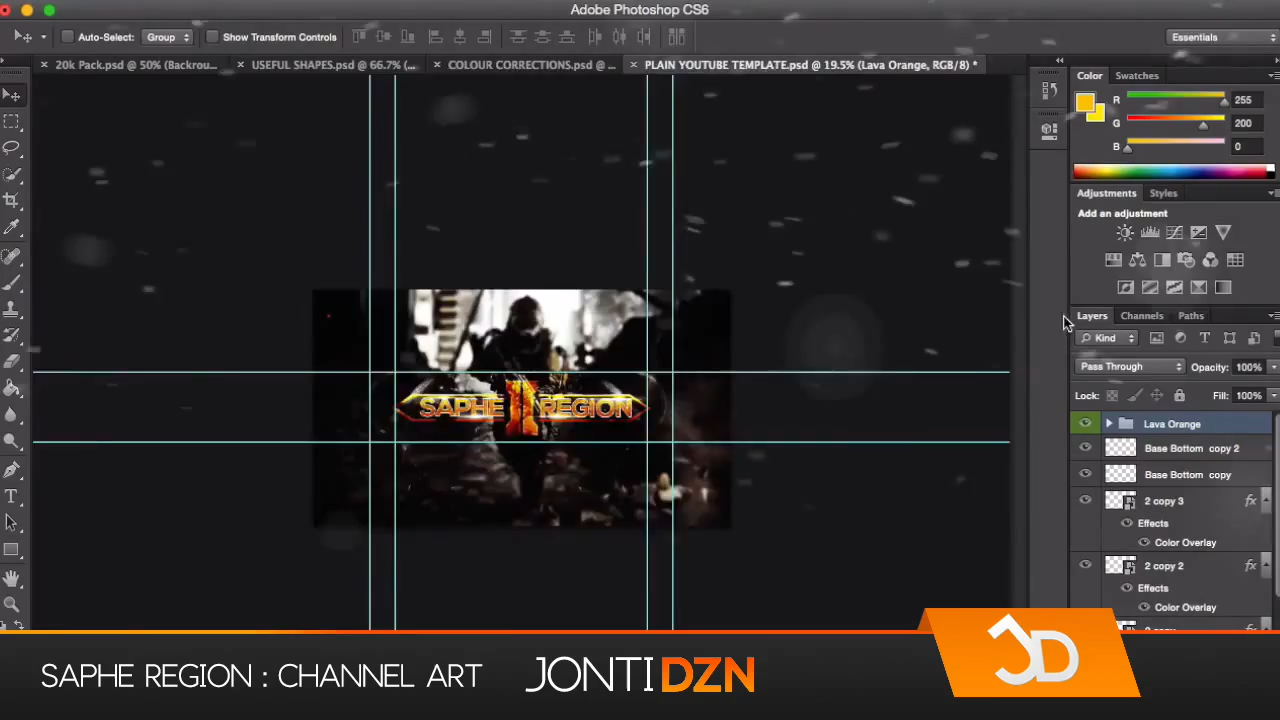 Adobe Photoshop CS6
Auto-Select: Group Show Transform Controls Essentials
20k Pack.psd @ 50% (Backrou... USEFUL SHAPES.psd @ 66.7% (... COLOUR CORRECTIONS.psd @ ... PLAIN YOUTUBE TEMPLATE.psd @ 19.5% (Lava Orange, RGB/8) *
Color Swatches
R 255
G 200
B 0
Adjustments Styles
Add an adjustment
Layers Channels Paths
Kind
Pass Through Opacity: 100%
Lock: Fill: 100%
Lava Orange
Base Bottom copy 2
Base Bottom copy
2 copy 3 fx
Effects
Color Overlay
2 copy 2 fx
Effects
Color Overlay
SAPHE REGION
SAPHE REGION : CHANNEL ART JONTI DZN JD